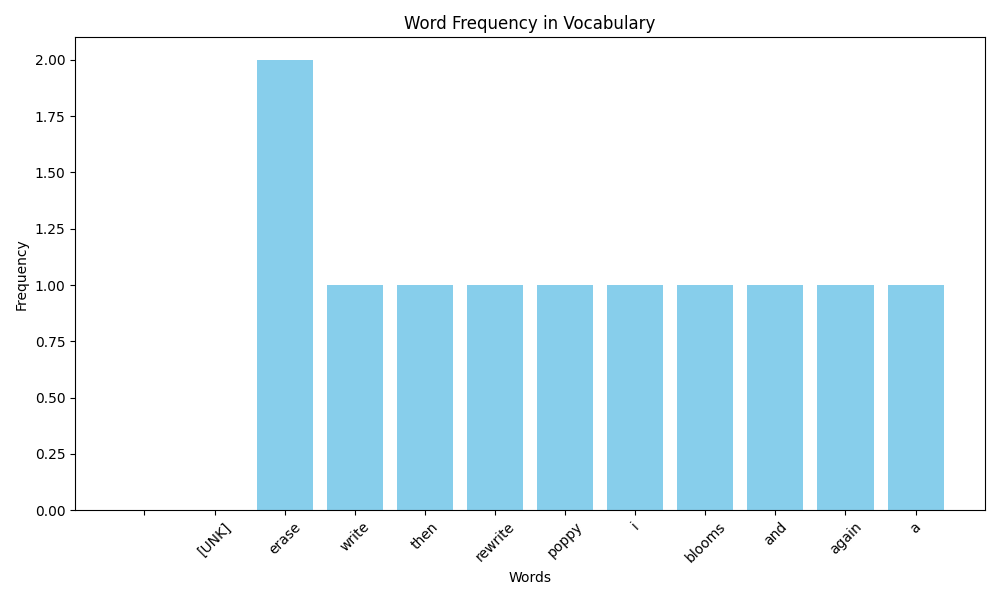 Word Frequency in Vocabulary
2.00
1.75
1.50
1.25
1.00
0.75
0.50
0.25
0.00
Frequency
[UNK] erase write then rewrite poppy i blooms and again a
Words